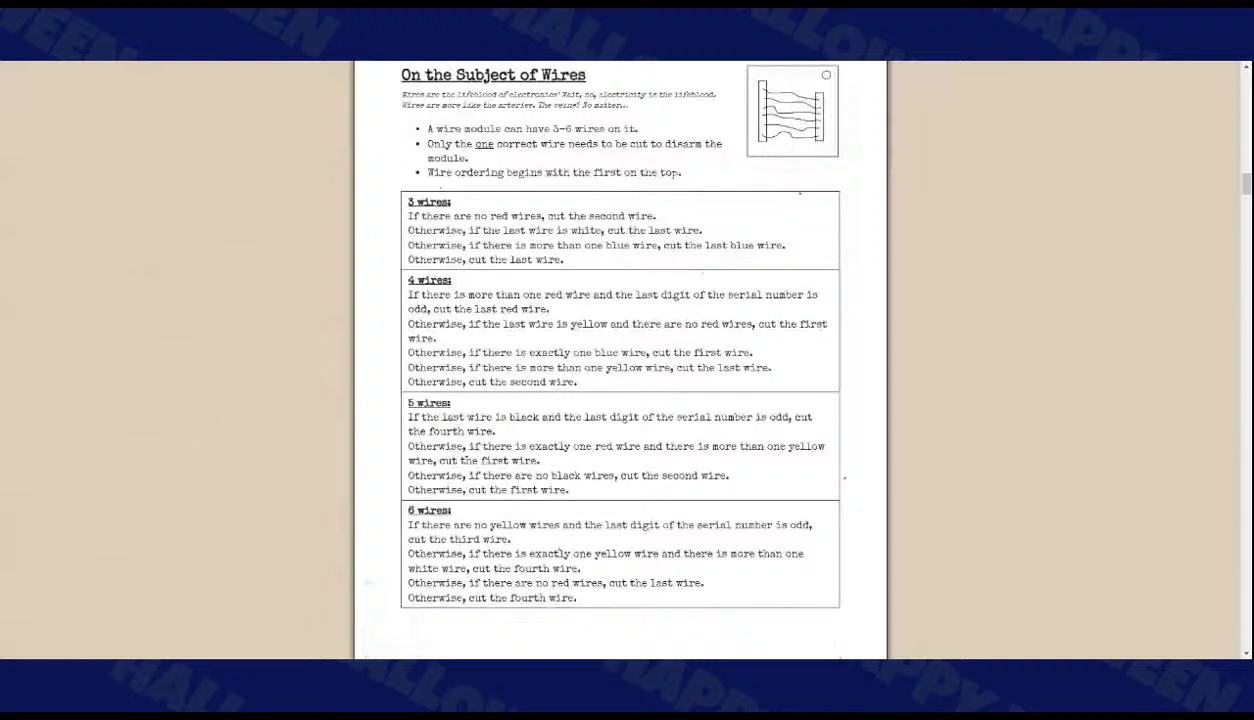 HAPPY
HALLOWEEN
On the Subject of Wires
Wires are the lifeblood of electronics! Wait, no, electricity is the lifeblood.
Wires are more like the arteries. The veins? No matter...
• A wire module can have 3-6 wires on it.
• Only the one correct wire needs to be cut to disarm the
module.
• Wire ordering begins with the first on the top.
3 wires:
If there are no red wires, cut the second wire.
Otherwise, if the last wire is white, cut the last wire.
Otherwise, if there is more than one blue wire, cut the last blue wire.
Otherwise, cut the last wire.
4 wires:
If there is more than one red wire and the last digit of the serial number is
odd, cut the last red wire.
Otherwise, if the last wire is yellow and there are no red wires, cut the first
wire.
Otherwise, if there is exactly one blue wire, cut the first wire.
Otherwise, if there is more than one yellow wire, cut the last wire.
Otherwise, cut the second wire.
5 wires:
If the last wire is black and the last digit of the serial number is odd, cut
the fourth wire.
Otherwise, if there is exactly one red wire and there is more than one yellow
wire, cut the first wire.
Otherwise, if there are no black wires, cut the second wire.
Otherwise, cut the first wire.
6 wires:
If there are no yellow wires and the last digit of the serial number is odd,
cut the third wire.
Otherwise, if there is exactly one yellow wire and there is more than one
white wire, cut the fourth wire.
Otherwise, if there are no red wires, cut the last wire.
Otherwise, cut the fourth wire.